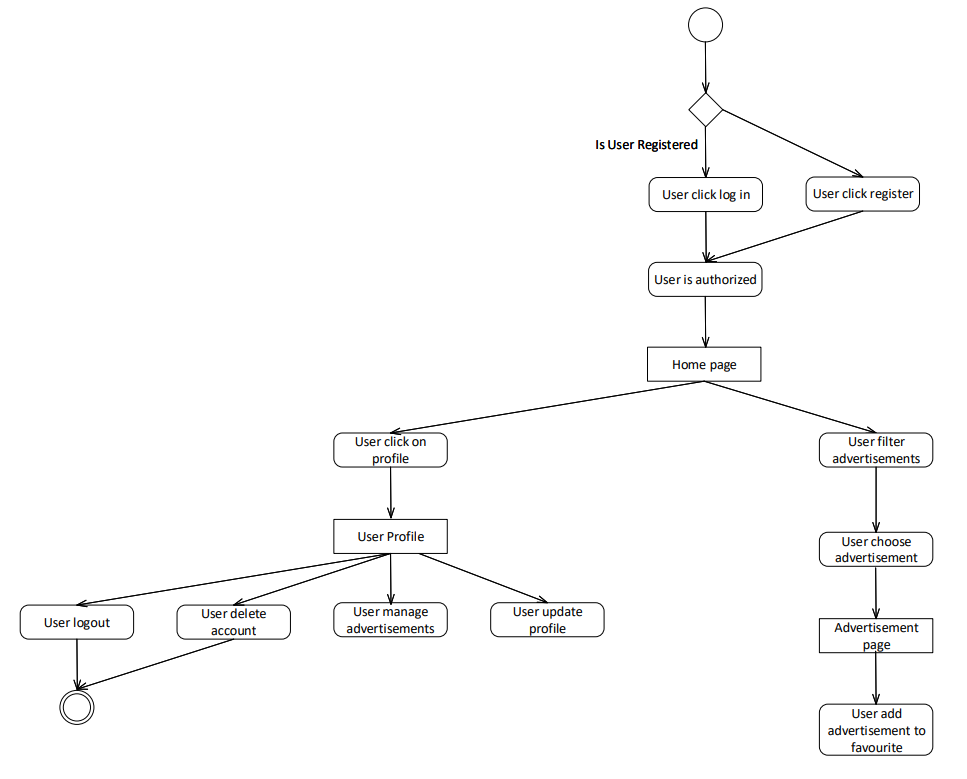 Is User Registered
User click log in
User click register
User is authorized
Home page
User click on
profile
User filter
advertisements
User Profile
User choose
advertisement
User logout
User delete
account
User manage
advertisements
User update
profile
Advertisement
page
User add
advertisement to
favourite